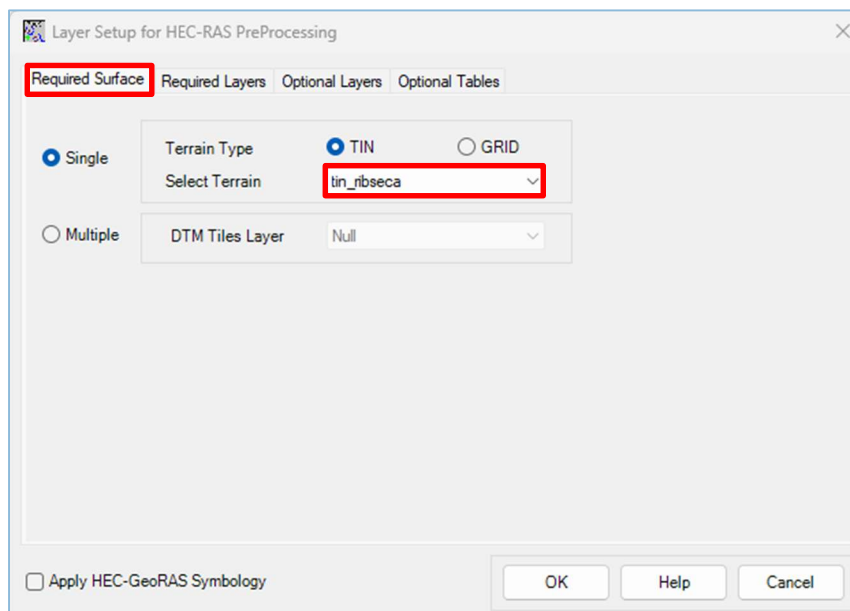 Layer Setup for HEC-RAS PreProcessing
Required Surface Required Layers Optional Layers Optional Tables
Single
Terrain Type TIN GRID
Select Terrain tin_ribseca
Multiple DTM Tiles Layer Null
Apply HEC-GeoRAS Symbology OK Help Cancel